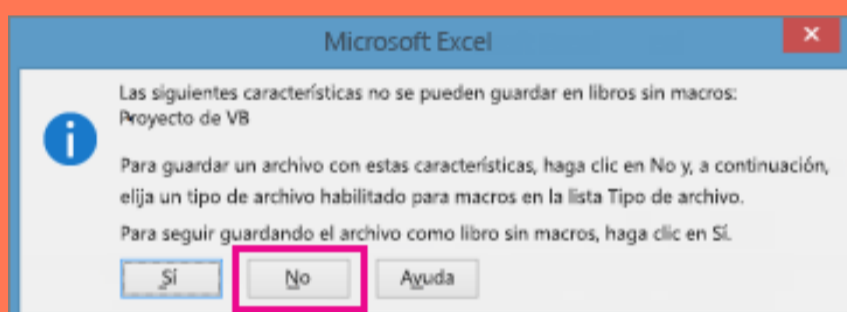 Microsoft Excel
Las siguientes características no se pueden guardar en libros sin macros:
Proyecto de VB
Para guardar un archivo con estas características, haga clic en No y, a continuación,
elija un tipo de archivo habilitado para macros en la lista Tipo de archivo.
Para seguir guardando el archivo como libro sin macros, haga clic en Sí.
Sí No Ayuda